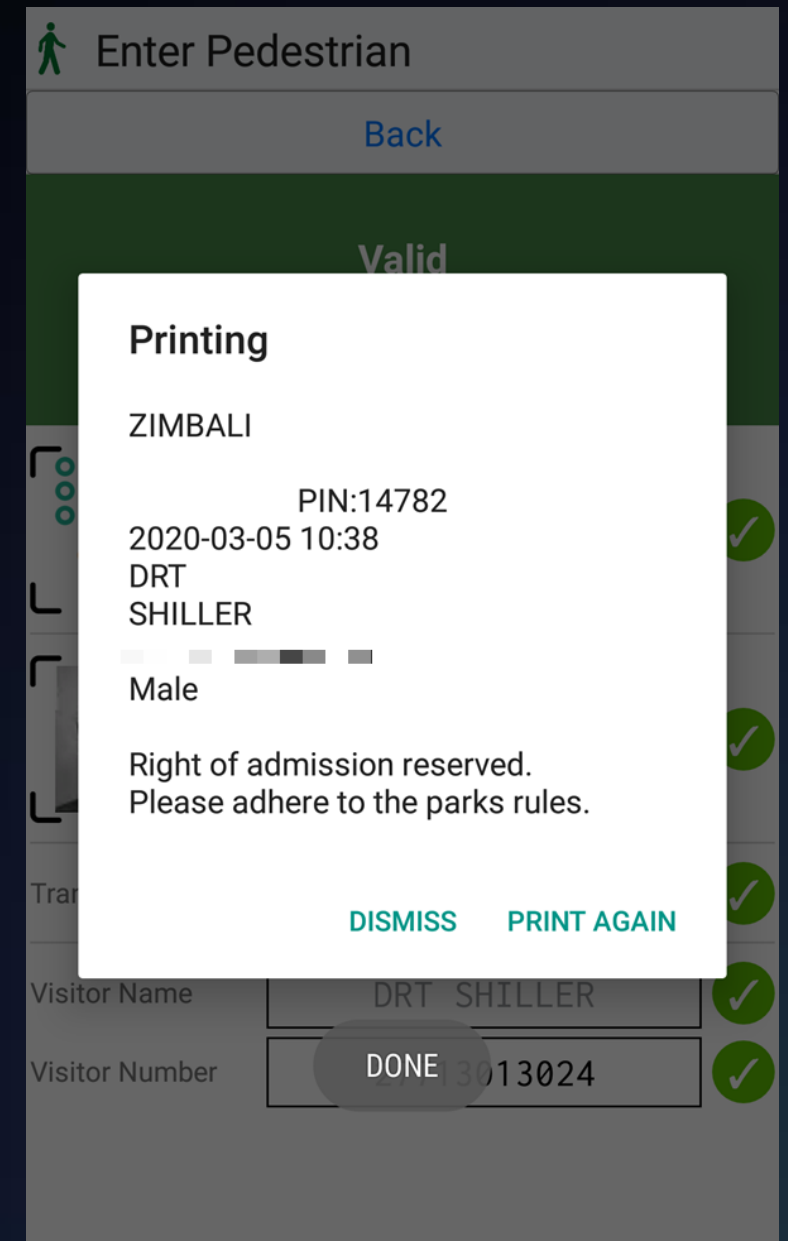 Enter Pedestrian
Back
Valid
Printing
ZIMBALI
PIN:14782
2020-03-05 10:38
DRT
SHILLER
Male
Right of admission reserved.
Please adhere to the parks rules.
DISMISS PRINT AGAIN
Visitor Name DRT SHILLER
DONE
Visitor Number